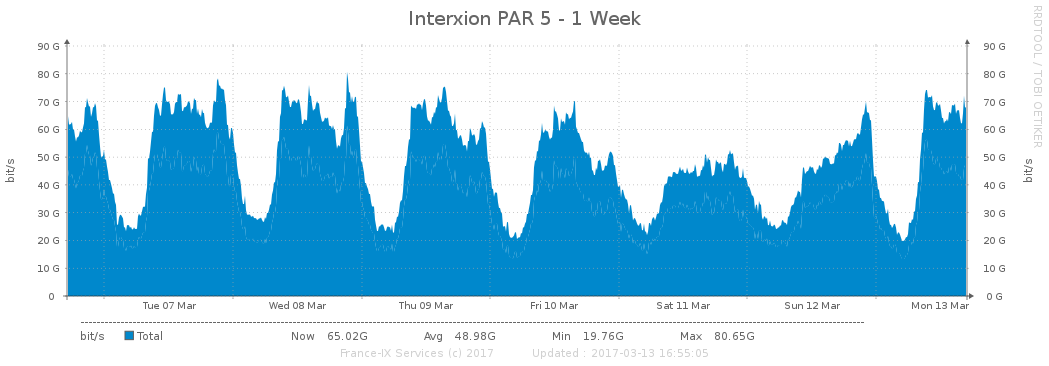 Interxion PAR 5 - 1 Week
RRDTOOL / TOBI OETIKER
bit/s
90 G 90 G
80 G 80 G
70 G 70 G
60 G 60 G
50 G 50 G
40 G 40 G
30 G 30 G
20 G 20 G
10 G 10 G
0 0 G
bit/s
Tue 07 Mar Wed 08 Mar Thu 09 Mar Fri 10 Mar Sat 11 Mar Sun 12 Mar Mon 13 Mar
bit/s Total Now 65.02G Avg 48.98G Min 19.76G Max 80.65G
France-IX Services (c) 2017 Updated : 2017-03-13 16:55:05